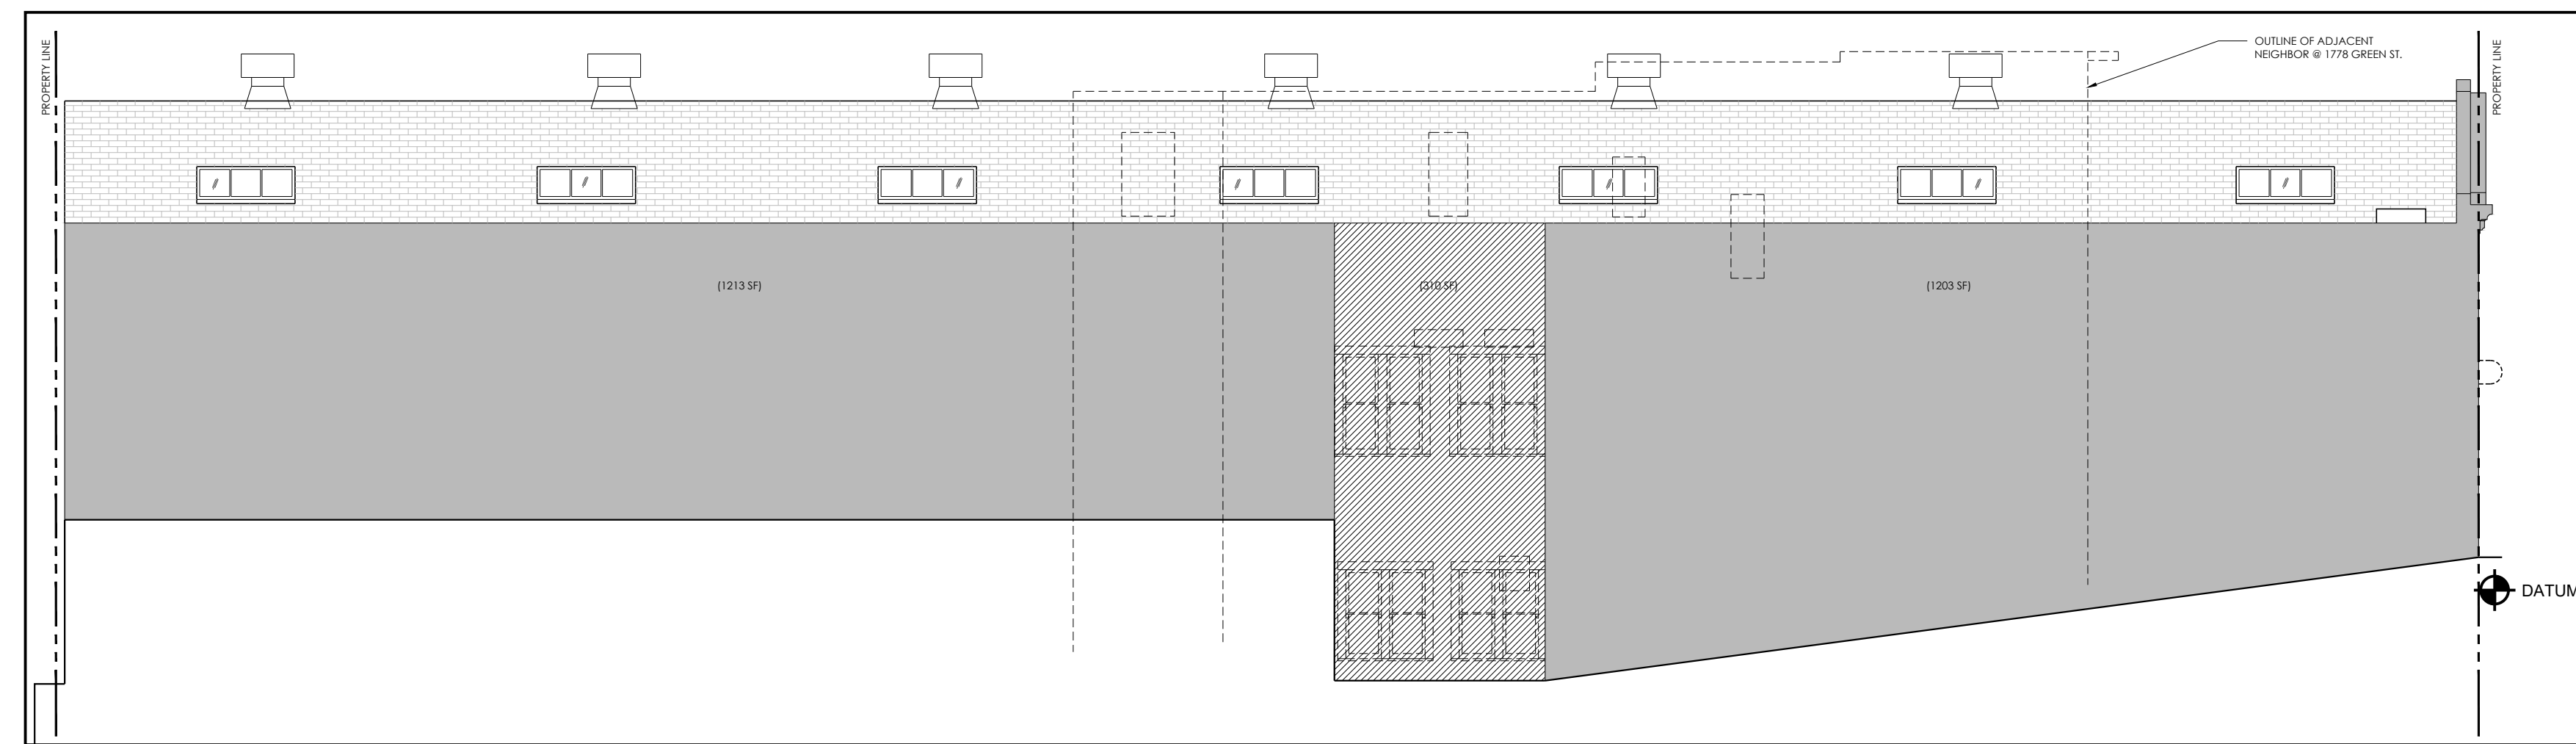 PROPERTY LINE
OUTLINE OF ADJACENT
NEIGHBOR @ 1778 GREEN ST.
PROPERTY LINE
(1213 SF)
(310 SF)
(1203 SF)
DATUM